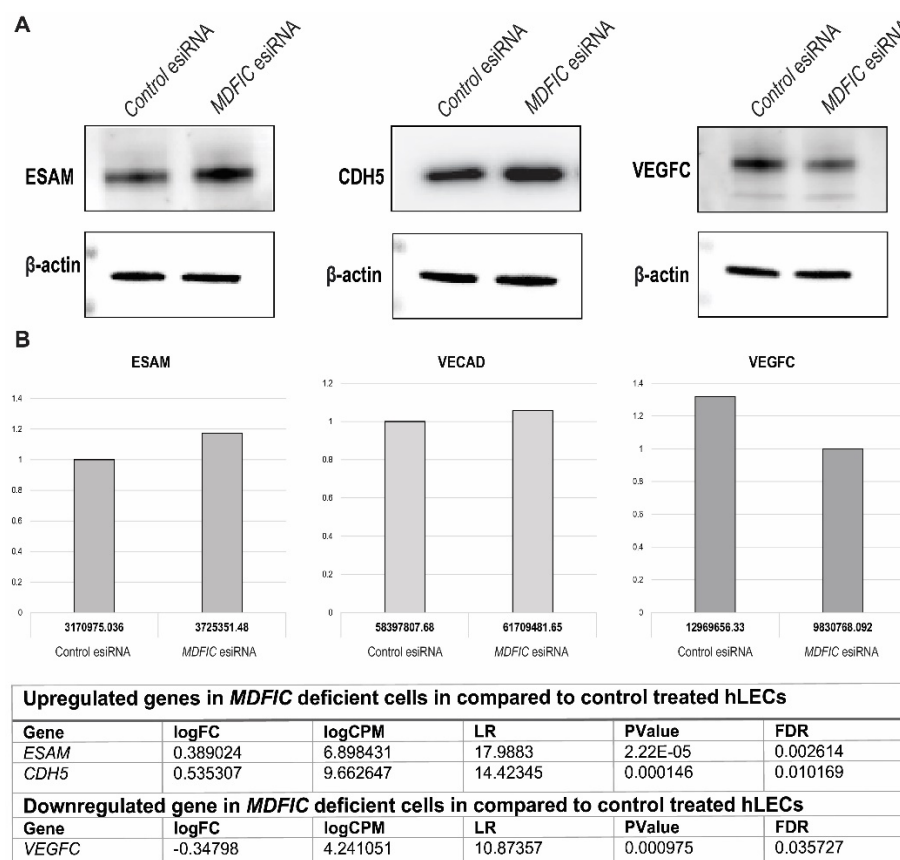 A
Control esiRNA MDFIC esiRNA Control esiRNA MDFIC esiRNA Control esiRNA MDFIC esiRNA
ESAM CDH5 VEGFC
β-actin β-actin β-actin
B
ESAM
1.4
1.2
1
0.8
0.6
0.4
0.2
0
3170975.036 3725351.48
Control esiRNA MDFIC esiRNA
VECAD
1.2
1
0.8
0.6
0.4
0.2
0
58397807.68 61709481.65
Control esiRNA MDFIC esiRNA
VEGFC
1.4
1.2
1
0.8
0.6
0.4
0.2
0
12969656.33 9830768.092
Control esiRNA MDFIC esiRNA
Upregulated genes in MDFIC deficient cells in compared to control treated hLECs
Gene logFC logCPM LR PValue FDR
ESAM 0.389024 6.898431 17.9883 2.22E-05 0.002614
CDH5 0.535307 9.662647 14.42345 0.000146 0.010169
Downregulated gene in MDFIC deficient cells in compared to control treated hLECs
Gene logFC logCPM LR PValue FDR
VEGFC -0.34798 4.241051 10.87357 0.000975 0.035727